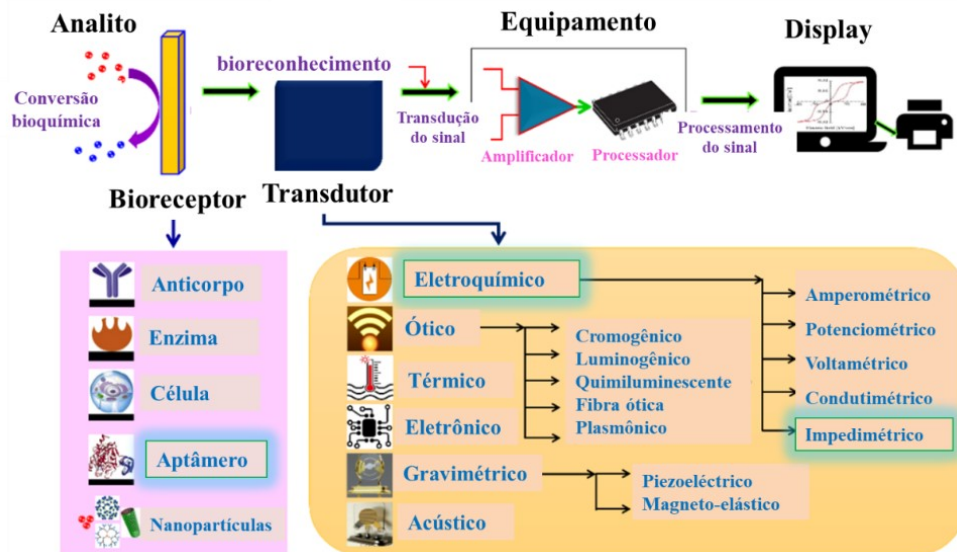 Analito
Conversão
bioquímica
Bioreceptor
bioreconhecimento
Transdutor
Transdução
do sinal
Equipamento
Amplificador
Processador
Processamento
do sinal
Display
Anticorpo
Enzima
Célula
Aptâmero
Nanopartículas
Eletroquímico
Ótico
Térmico
Eletrônico
Gravimétrico
Acústico
Cromogênico
Luminogênico
Quimiluminescente
Fibra ótica
Plasmônico
Piezoeléctrico
Magneto-elástico
Amperométrico
Potenciométrico
Voltamétrico
Condutimétrico
Impedimétrico